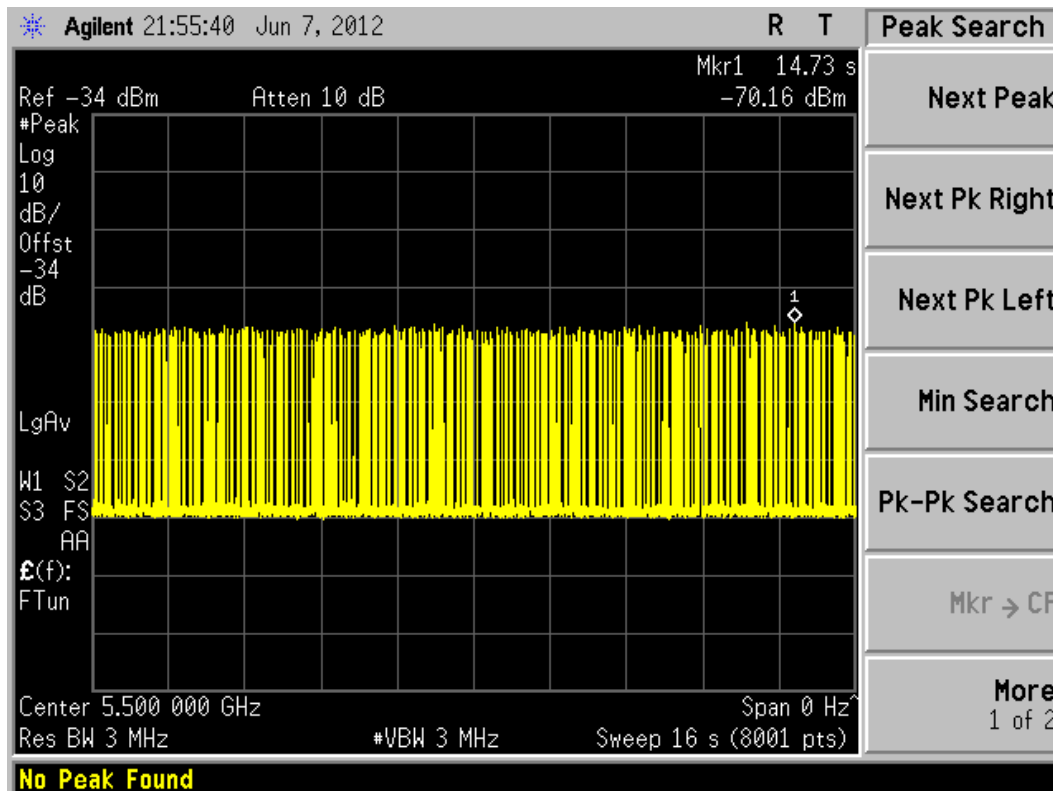 Agilent 21:55:40 Jun 7, 2012 R T
Peak Search
Mkr1 14.73 s
Ref -34 dBm Atten 10 dB -70.16 dBm
#Peak
Log
10
dB/
Offst
-34
dB
1
LgAv
W1 S2
S3 FS
AA
£(f):
FTun
Center 5.500 000 GHz Span 0 Hz^
Res BW 3 MHz #VBW 3 MHz Sweep 16 s (8001 pts)
No Peak Found
Next Peak
Next Pk Right
Next Pk Left
Min Search
Pk-Pk Search
Mkr → CF
More
1 of 2